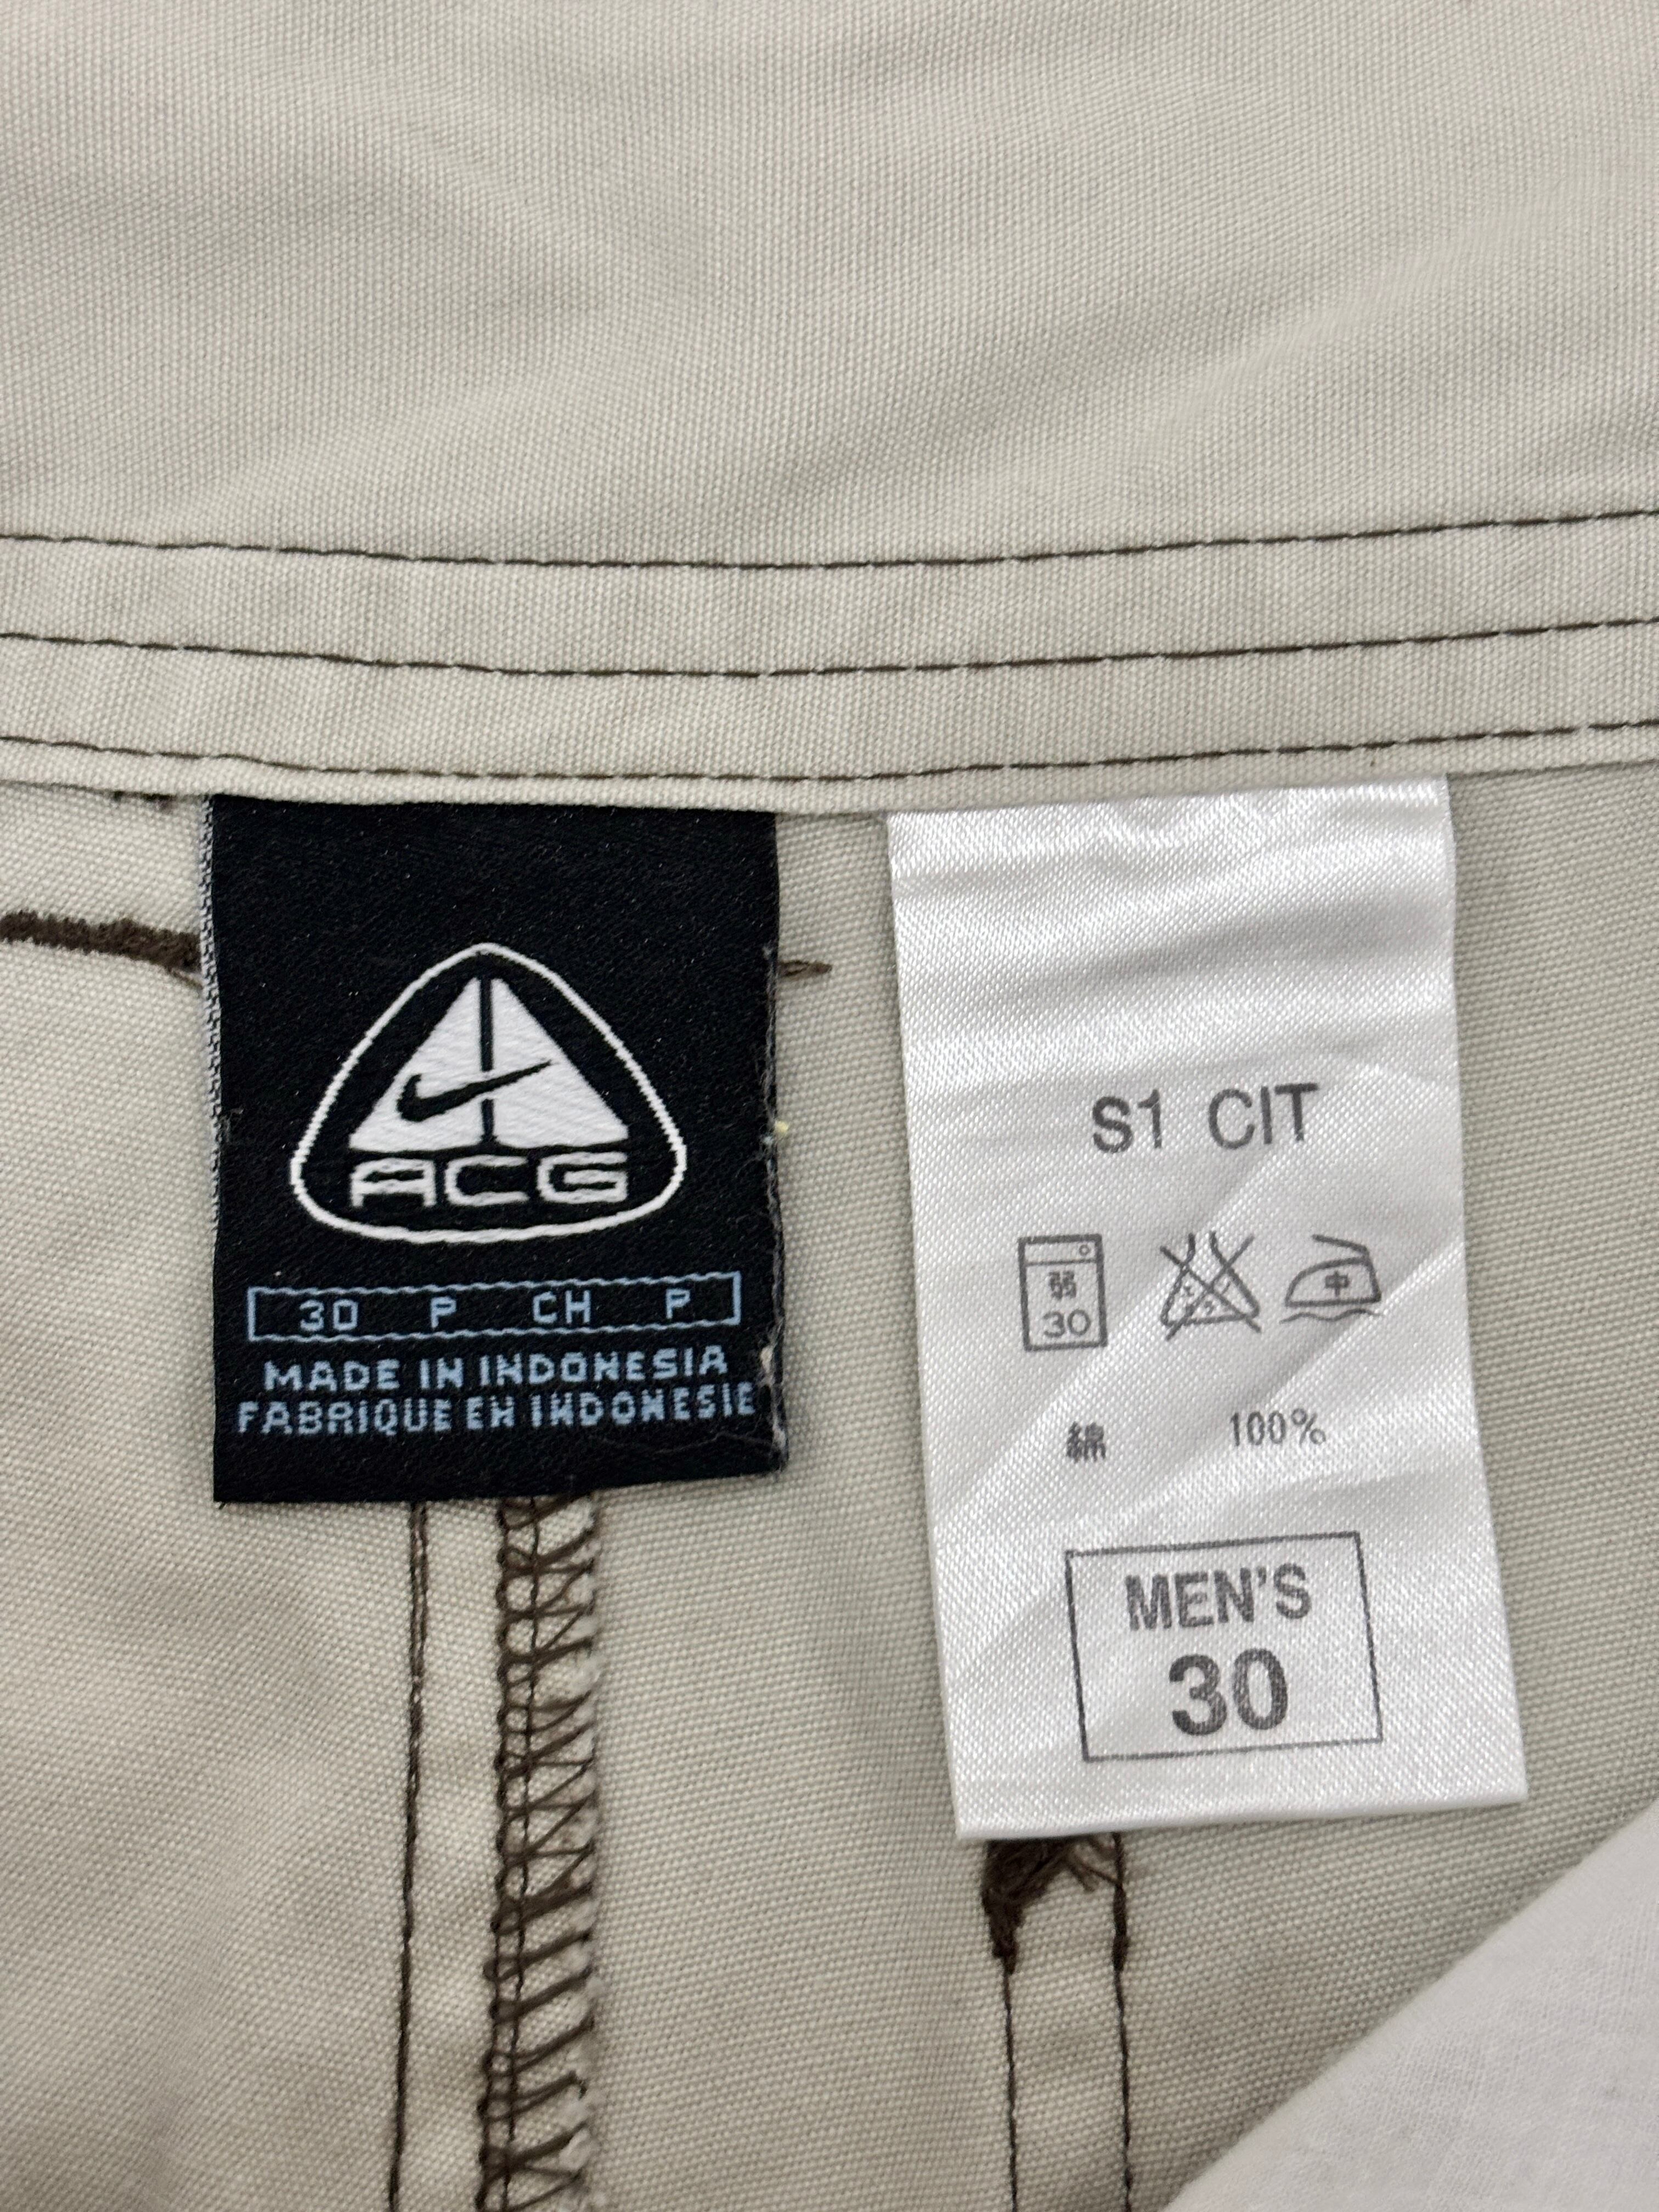 ACG
30 P CH P
MADE IN INDONESIA
FABRIQUE EN INDONESIE
S1 CIT
弱
30
中
綿 100%
MEN'S
30